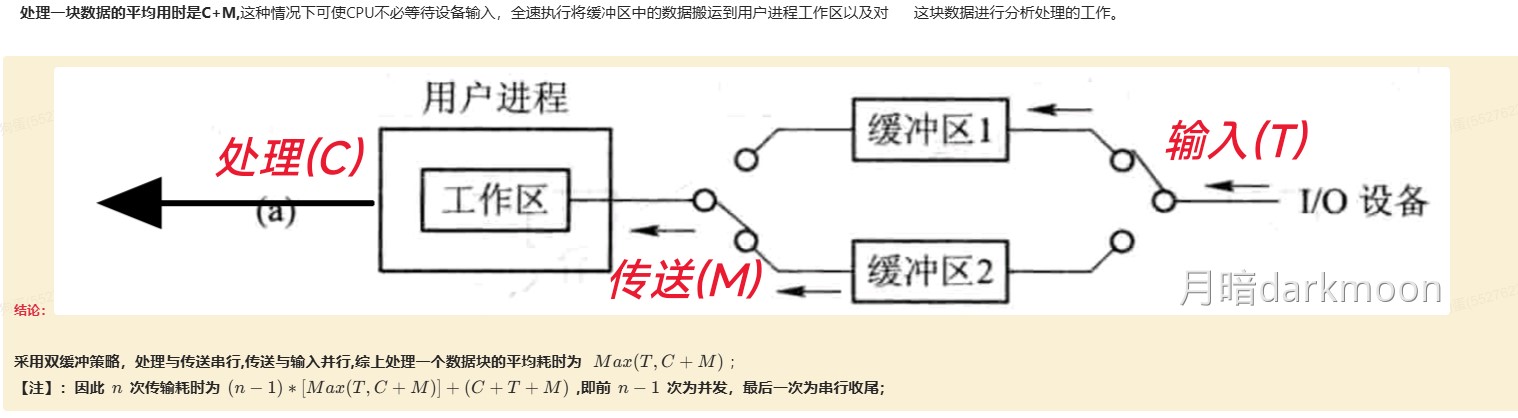 处理一块数据的平均用时是C+M,这种情况下可使CPU不必等待设备输入，全速执行将缓冲区中的数据搬运到用户进程工作区以及对 这块数据进行分析处理的工作。
用户进程
处理(C)
缓冲区1
输入(T)
工作区
(a)
I/O 设备
传送(M)
缓冲区2
月暗darkmoon
结论：
采用双缓冲策略，处理与传送串行,传送与输入并行,综上处理一个数据块的平均耗时为 Max(T, C + M) ；
【注】：因此 n 次传输耗时为 (n − 1) ∗ [Max(T, C + M)] + (C + T + M) ,即前 n − 1 次为并发，最后一次为串行收尾；